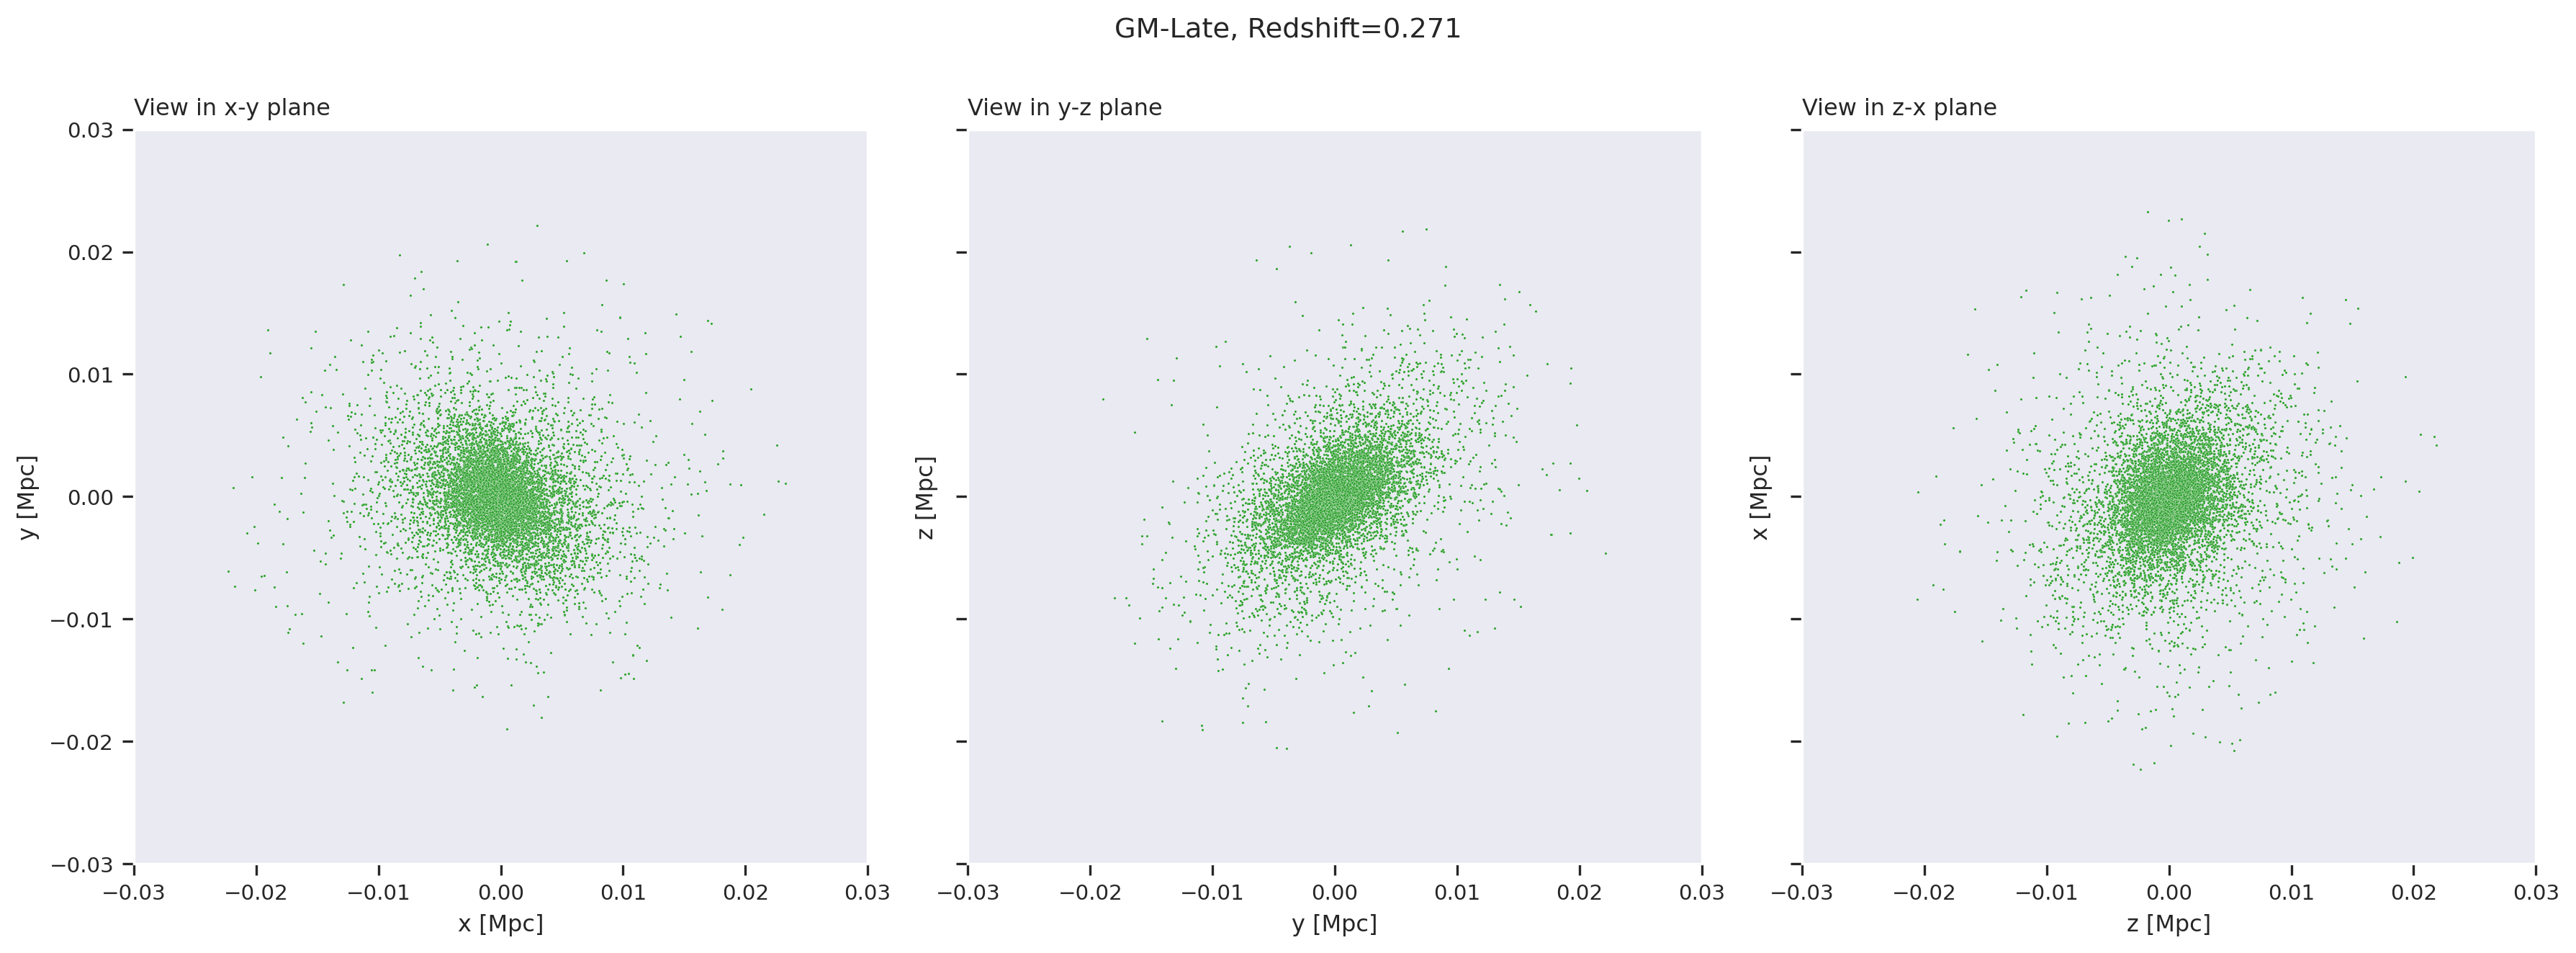 GM-Late, Redshift=0.271
View in x-y plane
0.03
0.02
0.01
0.00
−0.01
−0.02
−0.03
y [Mpc]
−0.03 −0.02 −0.01 0.00 0.01 0.02 0.03
x [Mpc]
View in y-z plane
z [Mpc]
−0.03 −0.02 −0.01 0.00 0.01 0.02 0.03
y [Mpc]
View in z-x plane
x [Mpc]
−0.03 −0.02 −0.01 0.00 0.01 0.02 0.03
z [Mpc]